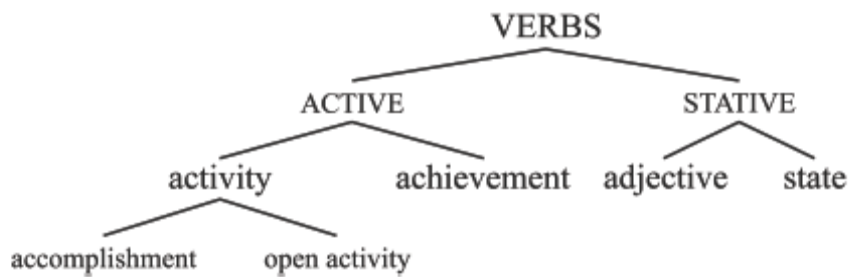 VERBS
ACTIVE STATIVE
activity achievement adjective state
accomplishment open activity